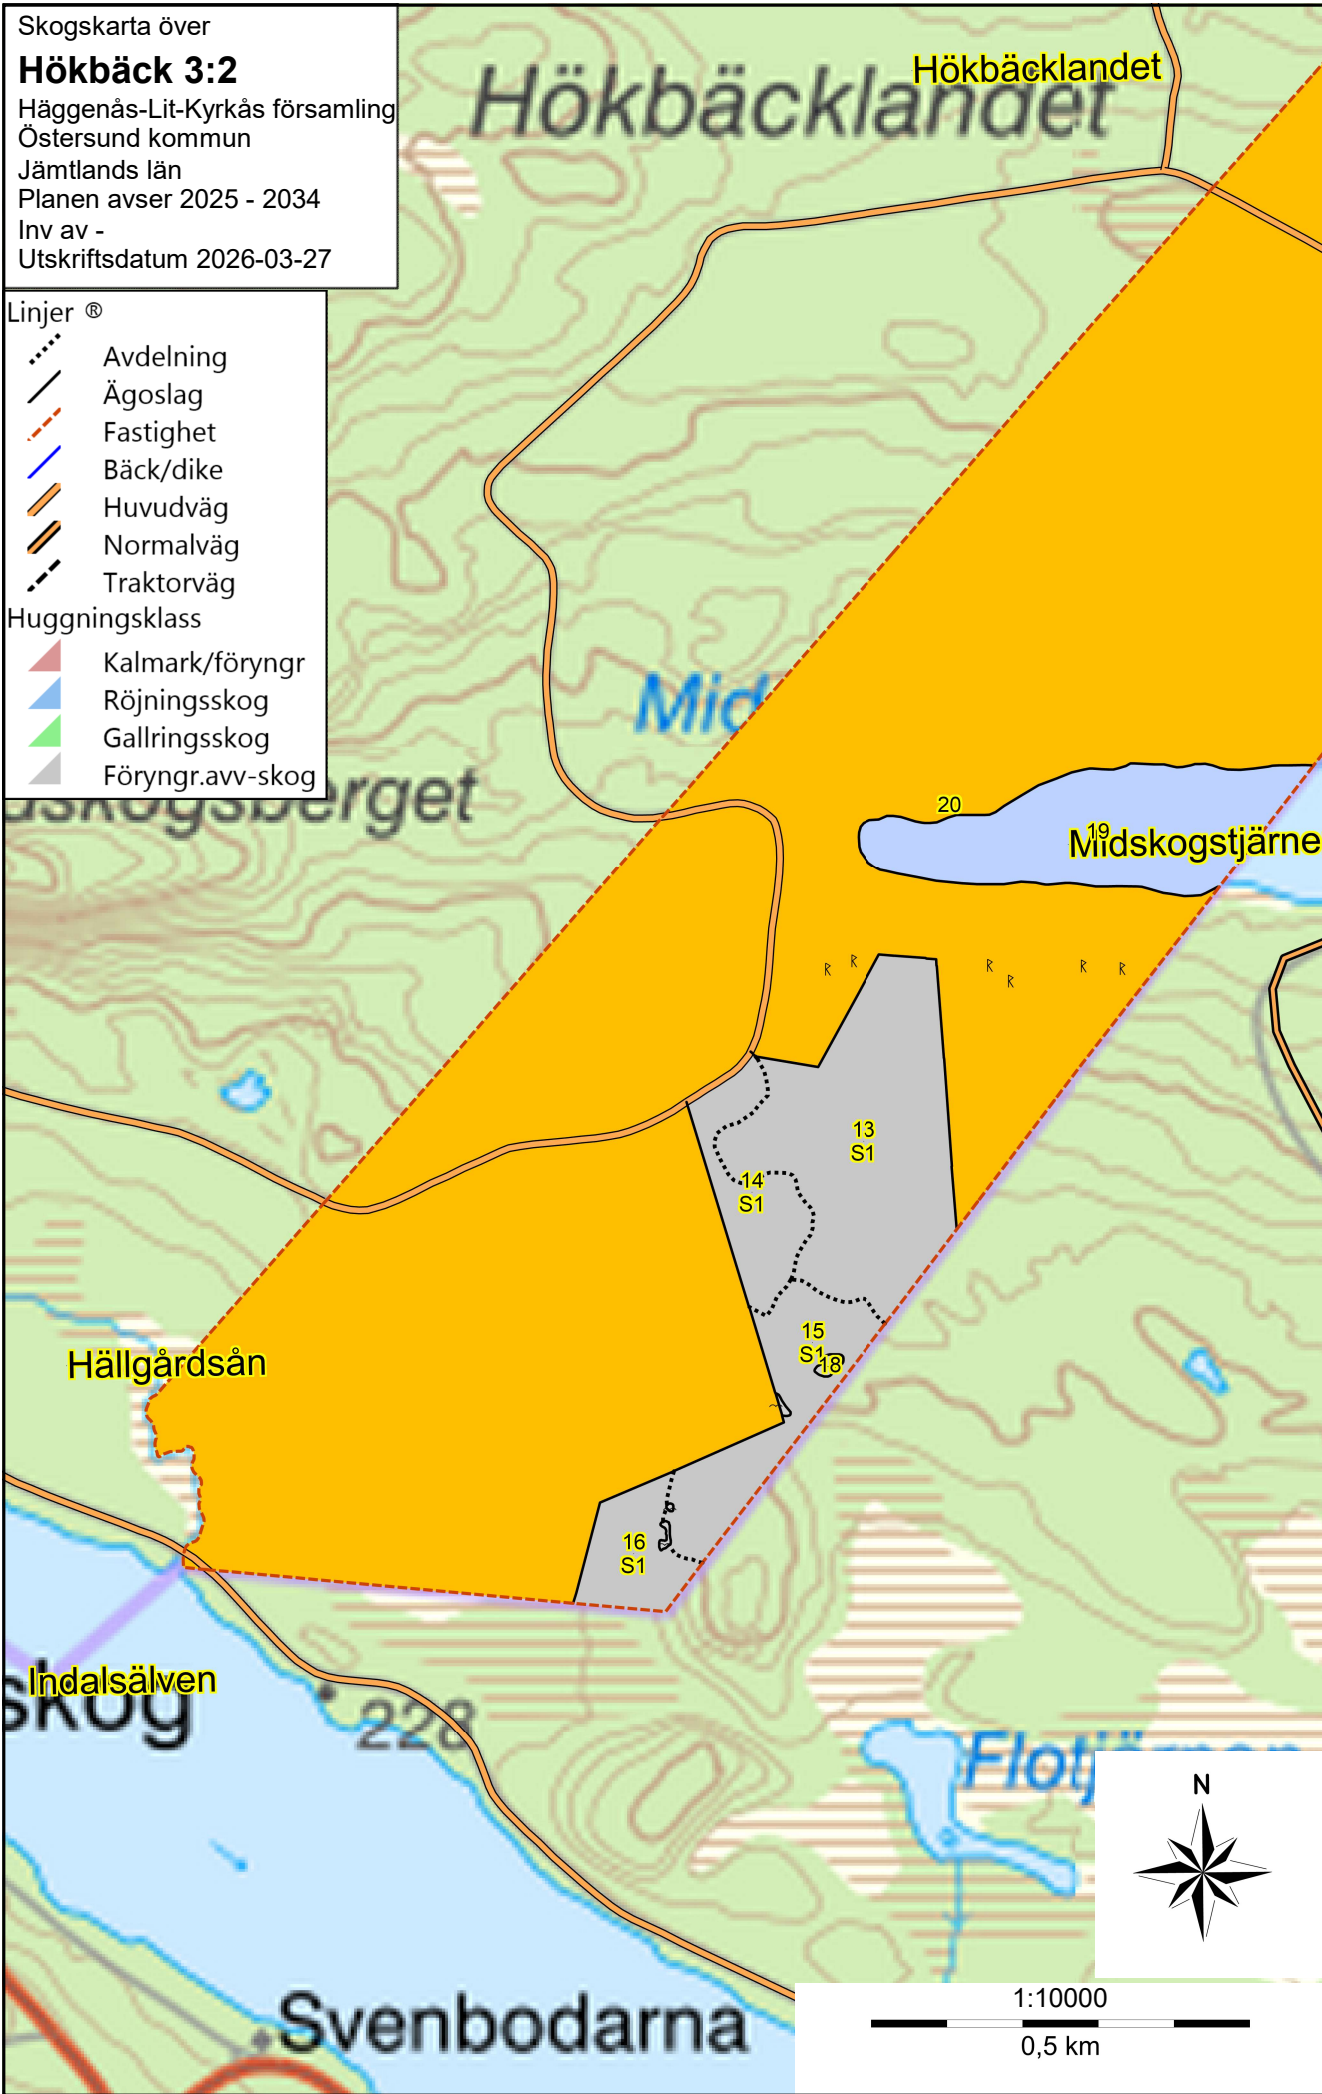 Skogskarta över
Hökbäck 3:2
Häggenås-Lit-Kyrkås församling
Östersund kommun
Jämtlands län
Planen avser 2025 - 2034
Inv av -
Utskriftsdatum 2026-03-27
Linjer ®
Avdelning
Ägoslag
Fastighet
Bäck/dike
Huvudväg
Normalväg
Traktorväg
Huggningsklass
Kalmark/föryngr
Röjningsskog
Gallringsskog
Föryngr.avv-skog
Hökbäcklandet
Hökbäcklandet
Mid
dskogsberget
20
19
Midskogstjärne
R
R
R
R
R
R
13
S1
14
S1
15
S1
18
16
S1
Hällgårdsån
Indalsälven
skog
228
Flotjärnen
N
1:10000
0,5 km
Svenbodarna